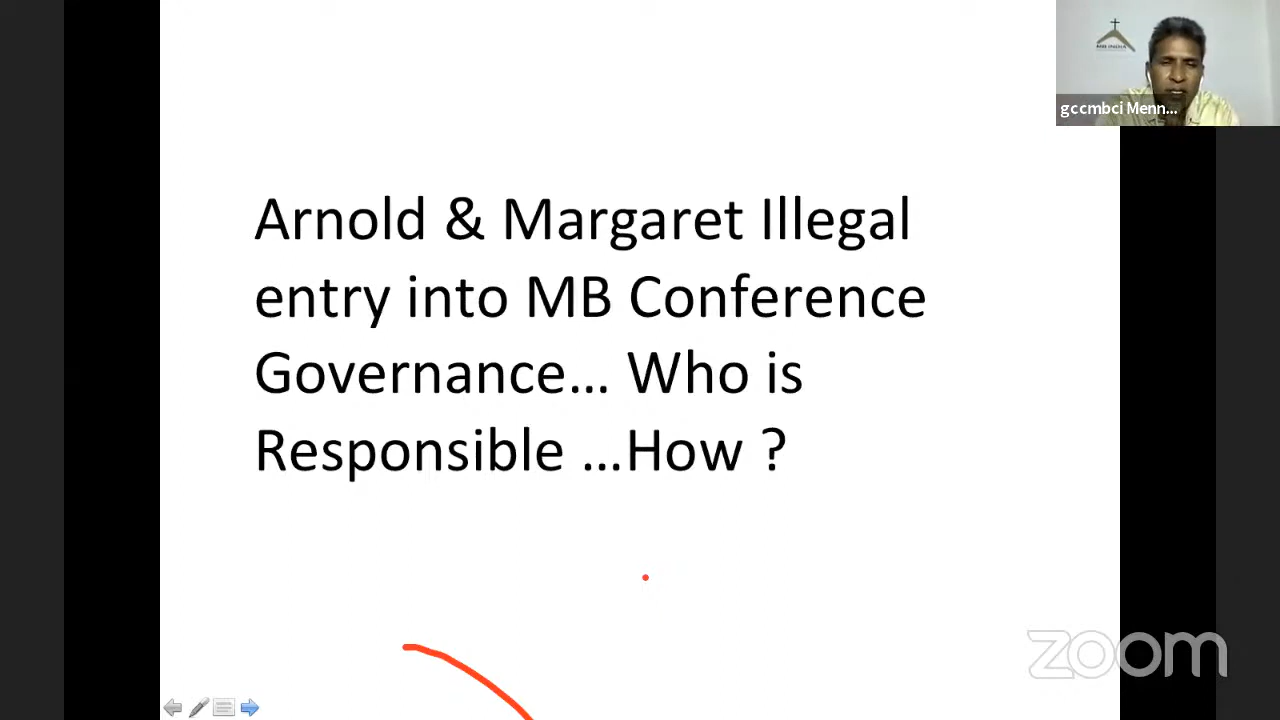 gccmbci Menn...
Arnold & Margaret Illegal
entry into MB Conference
Governance... Who is
Responsible ...How ?
zoom